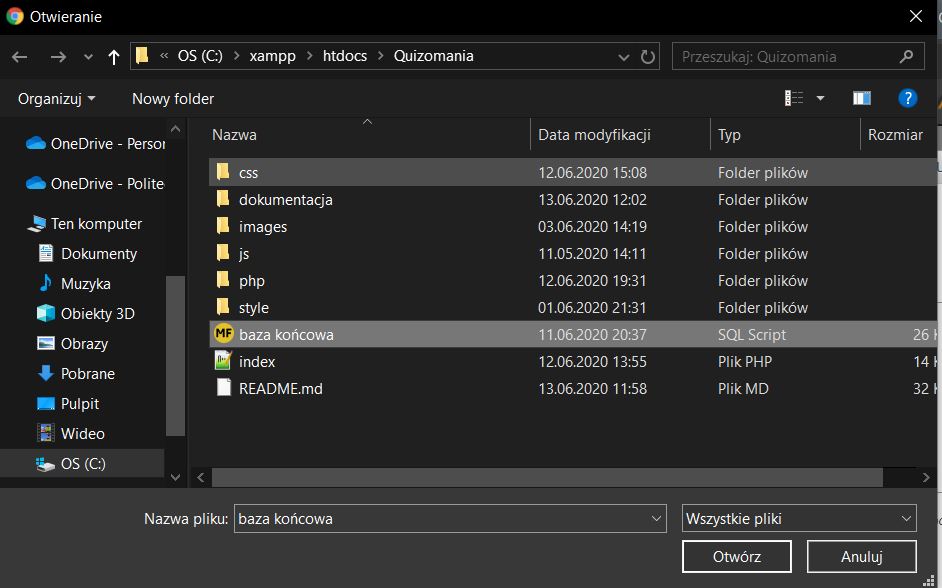 Otwieranie
« OS (C:) > xampp > htdocs > Quizomania
Przeszukaj: Quizomania
Organizuj
Nowy folder
?
OneDrive - Person
OneDrive - Polite
Ten komputer
Dokumenty
Muzyka
Obiekty 3D
Obrazy
Pobrane
Pulpit
Wideo
OS (C:)
Nazwa Data modyfikacji Typ Rozmiar
css 12.06.2020 15:08 Folder plików
dokumentacja 13.06.2020 12:02 Folder plików
images 03.06.2020 14:19 Folder plików
js 11.05.2020 14:11 Folder plików
php 12.06.2020 19:31 Folder plików
style 01.06.2020 21:31 Folder plików
MF baza końcowa 11.06.2020 20:37 SQL Script 26 K
index 12.06.2020 13:55 Plik PHP 14 K
README.md 13.06.2020 11:58 Plik MD 32 K
Nazwa pliku: baza końcowa Wszystkie pliki
Otwórz Anuluj